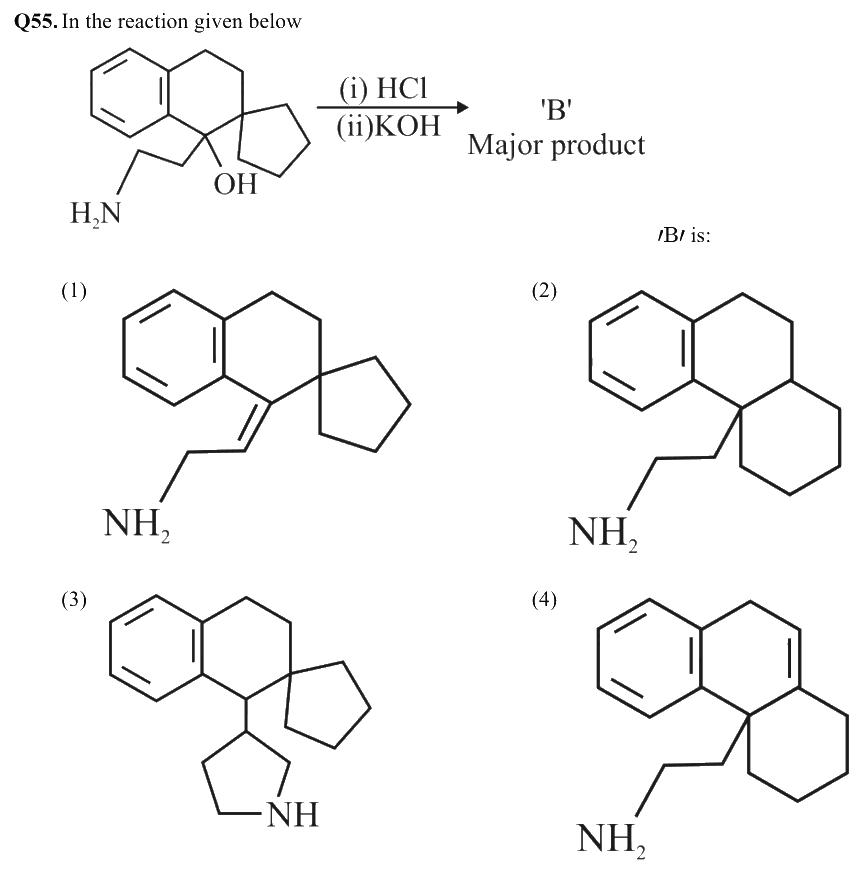 Q55. In the reaction given below
(i) HCl
(ii)KOH
'B'
Major product
OH
H₂N
'B' is:
(1)
(2)
NH₂
NH₂
(3)
(4)
NH
NH₂